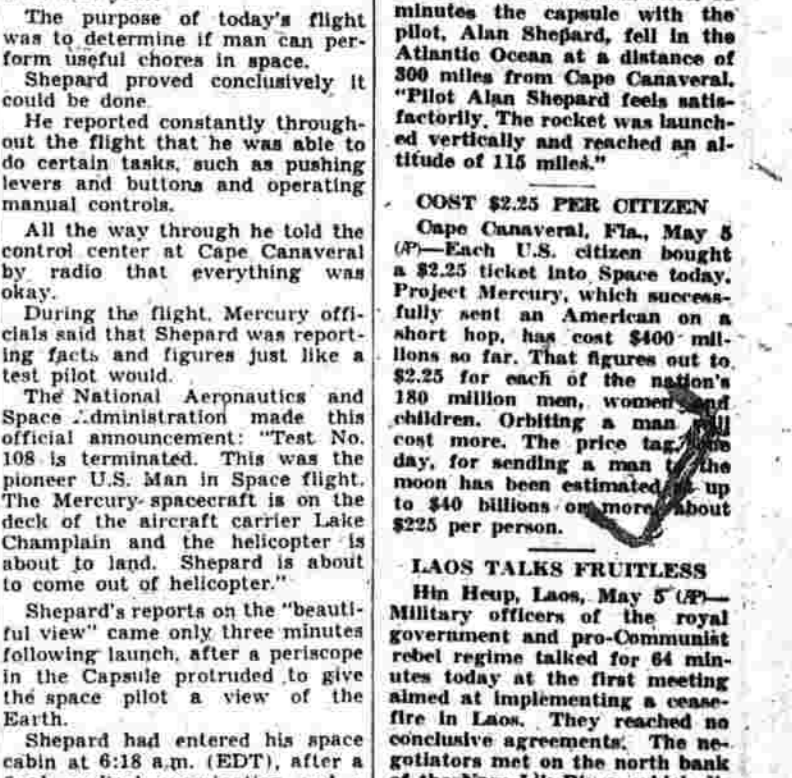 The purpose of today's flight
was to determine if man can per-
form useful chores in space.
Shepard proved conclusively it
could be done.
He reported constantly through-
out the flight that he was able to
do certain tasks, such as pushing
levers and buttons and operating
manual controls.
All the way through he told the
control center at Cape Canaveral
by radio that everything was
okay.
During the flight, Mercury offi-
cials said that Shepard was report-
ing facts and figures just like a
test pilot would.
The National Aeronautics and
Space Administration made this
official announcement: "Test No.
108 is terminated. This was the
pioneer U.S. Man in Space flight.
The Mercury spacecraft is on the
deck of the aircraft carrier Lake
Champlain and the helicopter is
about to land. Shepard is about
to come out of helicopter."
Shepard's reports on the "beauti-
ful view" came only three minutes
following launch, after a periscope
in the Capsule protruded to give
the space pilot a view of the
Earth.
Shepard had entered his space
cabin at 6:18 a.m. (EDT), after a
minutes the capsule with the
pilot, Alan Shepard, fell in the
Atlantic Ocean at a distance of
300 miles from Cape Canaveral.
"Pilot Alan Shepard feels satis-
factorily. The rocket was launch-
ed vertically and reached an al-
titude of 115 miles."
COST $2.25 PER CITIZEN
Cape Canaveral, Fla., May 5
(AP)—Each U.S. citizen bought
a $2.25 ticket into Space today.
Project Mercury, which success-
fully sent an American on a
short hop, has cost $400 mil-
lions so far. That figures out to
$2.25 for each of the nation's
180 million men, women and
children. Orbiting a man will
cost more. The price tag, one
day, for sending a man to the
moon has been estimated at up
to $40 billions or more, about
$225 per person.
LAOS TALKS FRUITLESS
Hin Heup, Laos, May 5 (AP)—
Military officers of the royal
government and pro-Communist
rebel regime talked for 64 min-
utes today at the first meeting
aimed at implementing a cease-
fire in Laos. They reached no
conclusive agreements. The ne-
gotiators met on the north bank